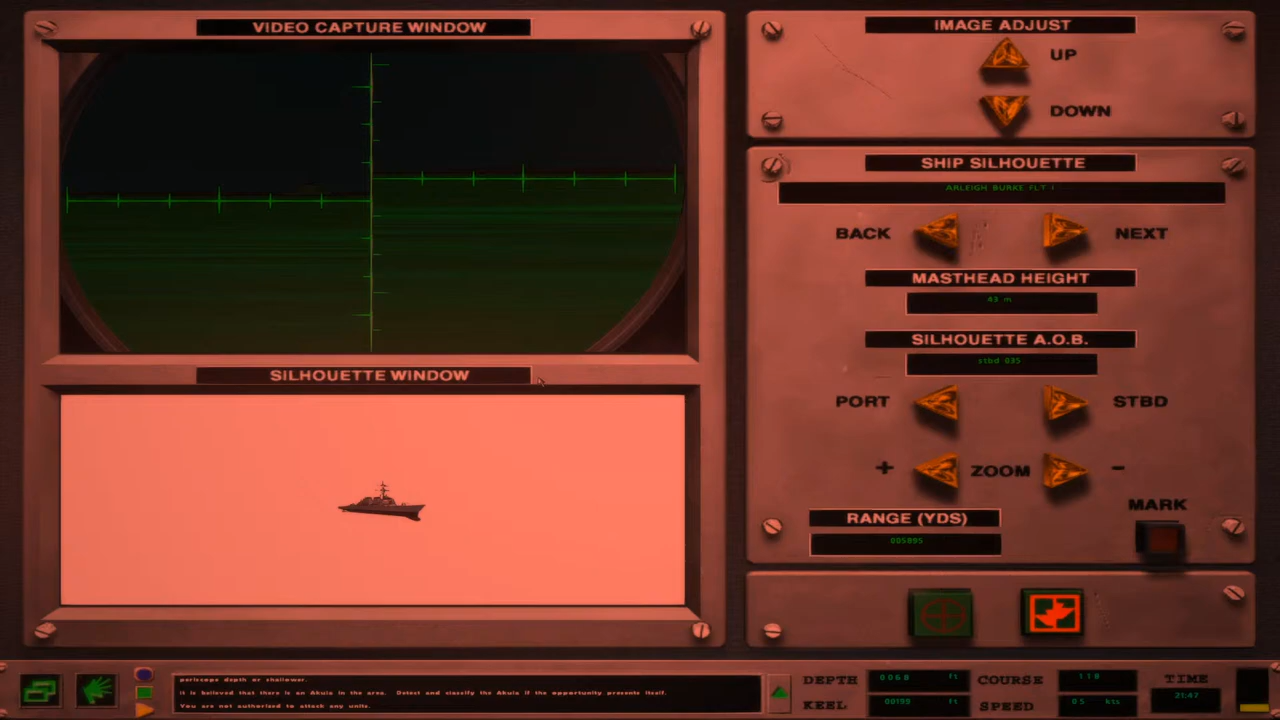 VIDEO CAPTURE WINDOW
IMAGE ADJUST
UP
DOWN
SHIP SILHOUETTE
ARLEIGH BURKE FLT I
BACK
NEXT
MASTHEAD HEIGHT
43 m
SILHOUETTE A.O.B.
stbd 035
SILHOUETTE WINDOW
PORT
STBD
+
ZOOM
-
MARK
RANGE (YDS)
005895
periscope depth or shallower.
It is believed that there is an Akula in the area. Detect and classify the Akula if the opportunity presents itself.
You are not authorised to attack any units.
DEPTH 0068 ft
COURSE 118
TIME
21:47
KEEL 00199 ft
SPEED 05 kts